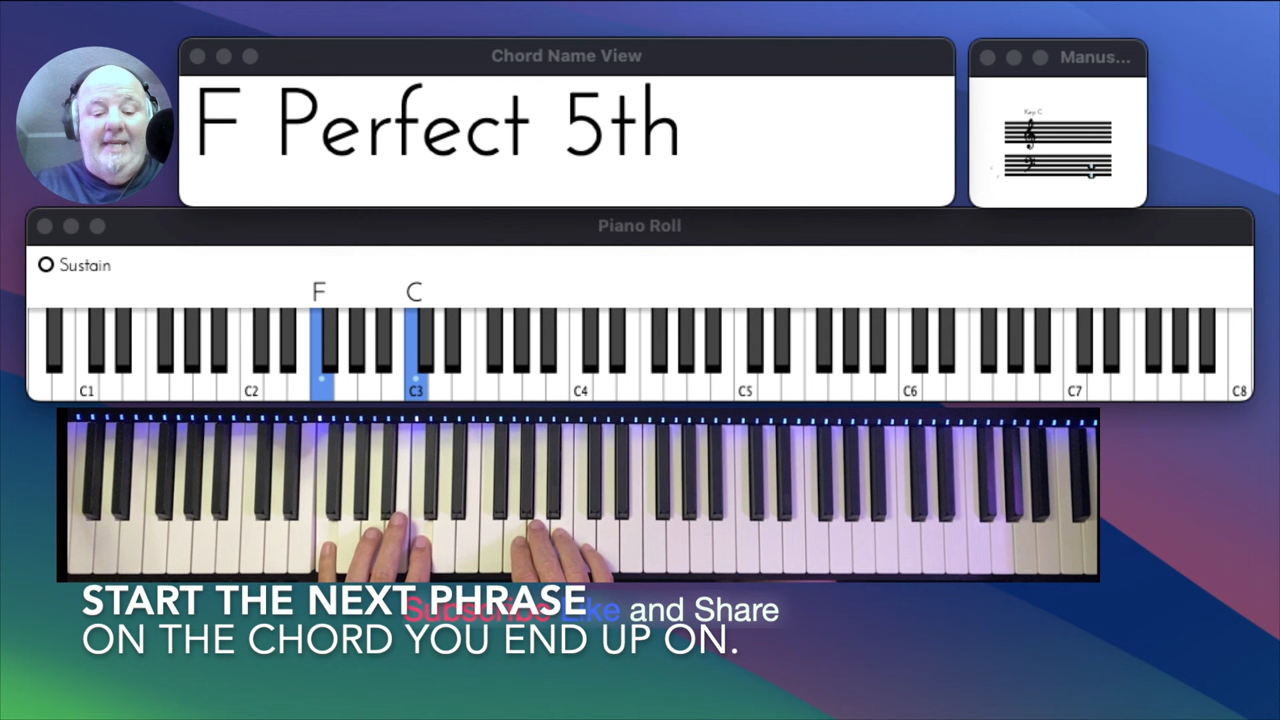 Chord Name View
F Perfect 5th
Manus...
Key: C
Piano Roll
Sustain
F C
C1 C2 C3 C4 C5 C6 C7 C8
START THE NEXT PHRASE
Subscribe Like and Share
ON THE CHORD YOU END UP ON.